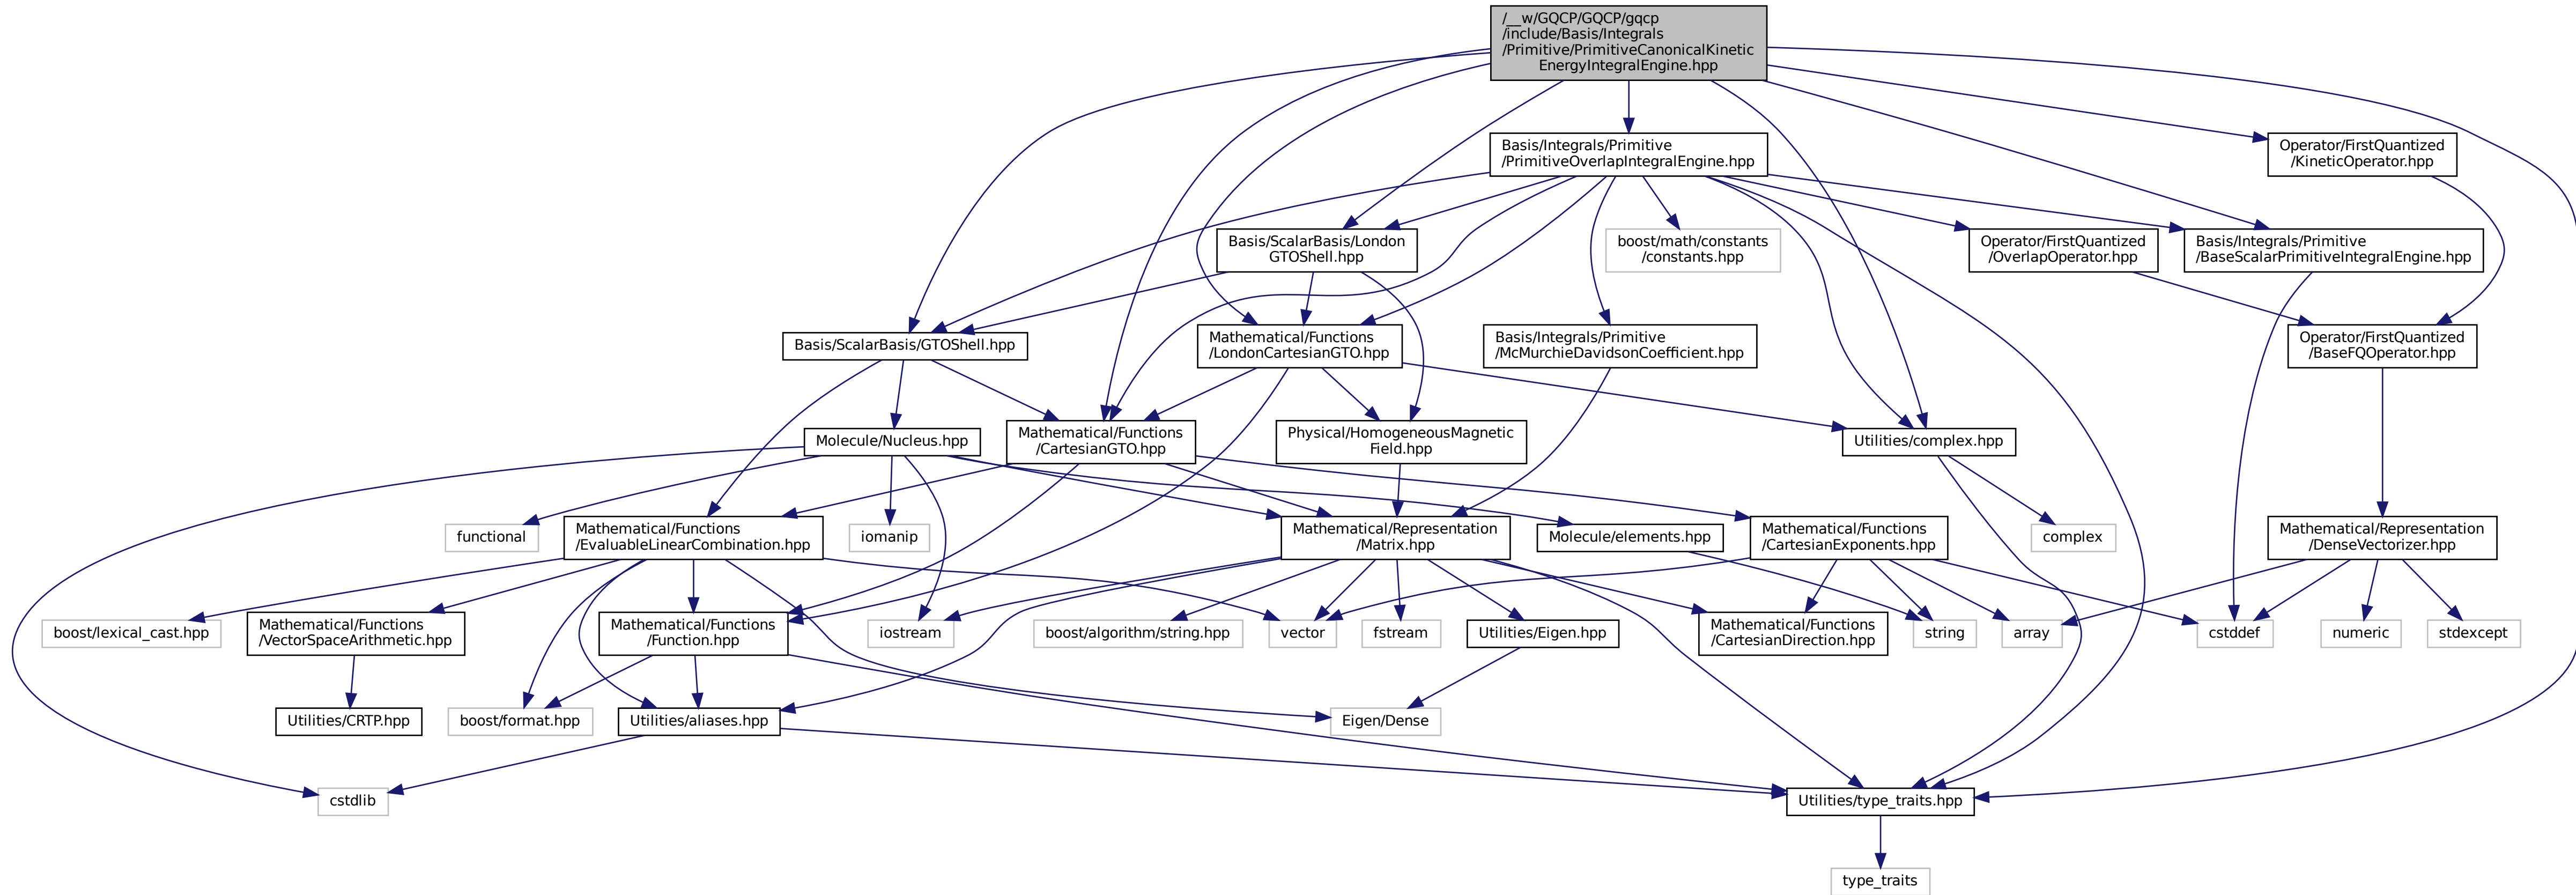 /__w/GQCP/GQCP/gqcp
/include/Basis/Integrals
/Primitive/PrimitiveCanonicalKinetic
EnergyIntegralEngine.hpp
Basis/Integrals/Primitive
/PrimitiveOverlapIntegralEngine.hpp
Operator/FirstQuantized
/KineticOperator.hpp
Basis/ScalarBasis/London
GTOShell.hpp
boost/math/constants
/constants.hpp
Operator/FirstQuantized
/OverlapOperator.hpp
Basis/Integrals/Primitive
/BaseScalarPrimitiveIntegralEngine.hpp
Basis/ScalarBasis/GTOShell.hpp
Mathematical/Functions
/LondonCartesianGTO.hpp
Basis/Integrals/Primitive
/McMurchieDavidsonCoefficient.hpp
Operator/FirstQuantized
/BaseFQOperator.hpp
Molecule/Nucleus.hpp
Mathematical/Functions
/CartesianGTO.hpp
Physical/HomogeneousMagnetic
Field.hpp
Utilities/complex.hpp
functional
Mathematical/Functions
/EvaluableLinearCombination.hpp
iomanip
Mathematical/Representation
/Matrix.hpp
Molecule/elements.hpp
Mathematical/Functions
/CartesianExponents.hpp
complex
Mathematical/Representation
/DenseVectorizer.hpp
boost/lexical_cast.hpp
Mathematical/Functions
/VectorSpaceArithmetic.hpp
Mathematical/Functions
/Function.hpp
iostream
boost/algorithm/string.hpp
vector
fstream
Utilities/Eigen.hpp
Mathematical/Functions
/CartesianDirection.hpp
string
array
cstddef
numeric
stdexcept
Utilities/CRTP.hpp
boost/format.hpp
Utilities/aliases.hpp
Eigen/Dense
cstdlib
Utilities/type_traits.hpp
type_traits